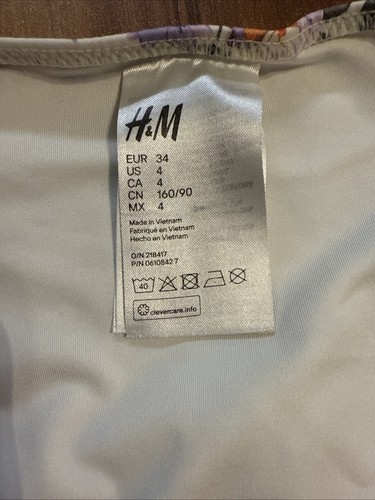 H&M
EUR 34
US 4
CA 4
CN 160/90
MX 4
Made in Vietnam
Fabriqué en Vietnam
Hecho en Vietnam
O/N 218417
P/N 0610842 7
40
clevercare.info